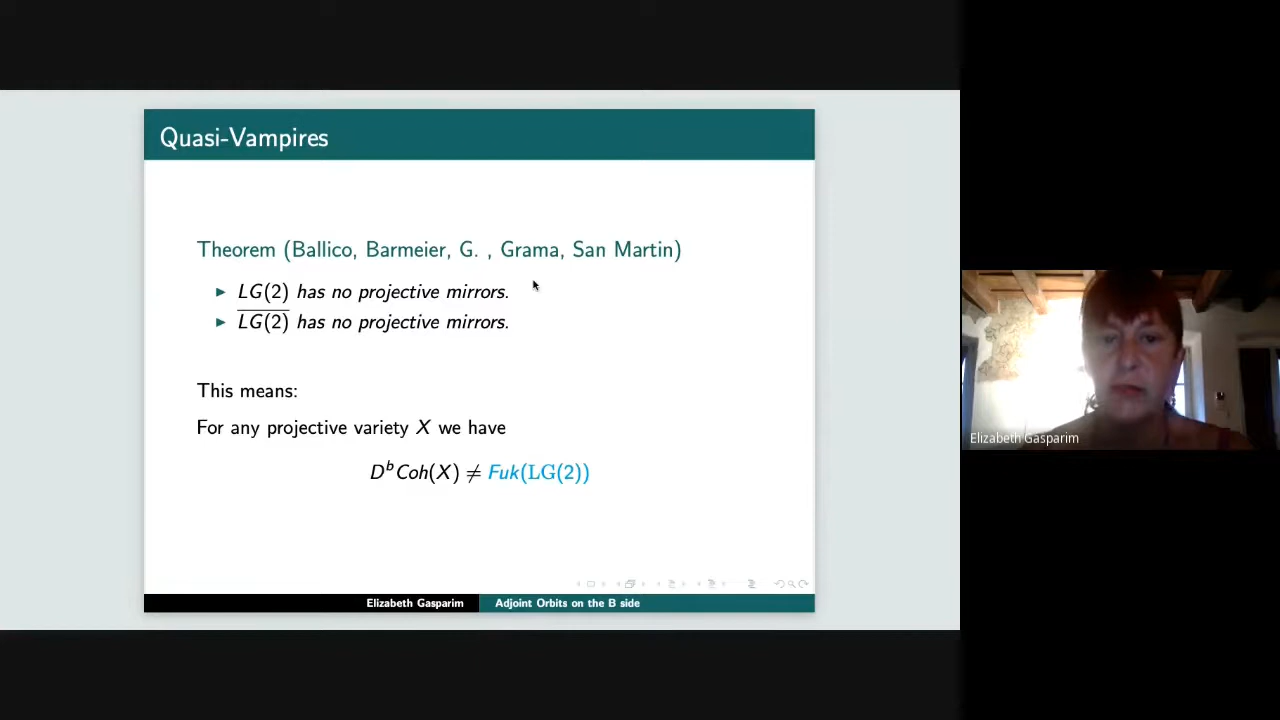 Quasi-Vampires
Theorem (Ballico, Barmeier, G. , Grama, San Martin)
▶ LG(2) has no projective mirrors.
▶ L̅G̅(̅2̅)̅ has no projective mirrors.
This means:
For any projective variety X we have
DᵇCoh(X) ≠ Fuk(LG(2))
Elizabeth Gasparim Adjoint Orbits on the B side
Elizabeth Gasparim